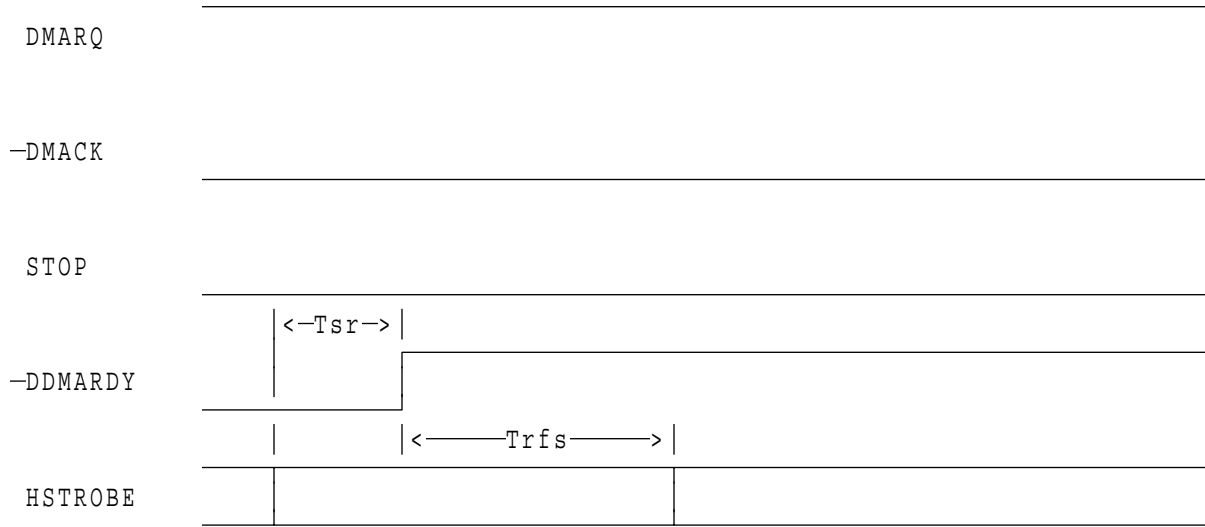 DMARQ
-DMACK
STOP
|<-Tsr->|
-DDMARDY
|<-----Trfs----->|
HSTROBE